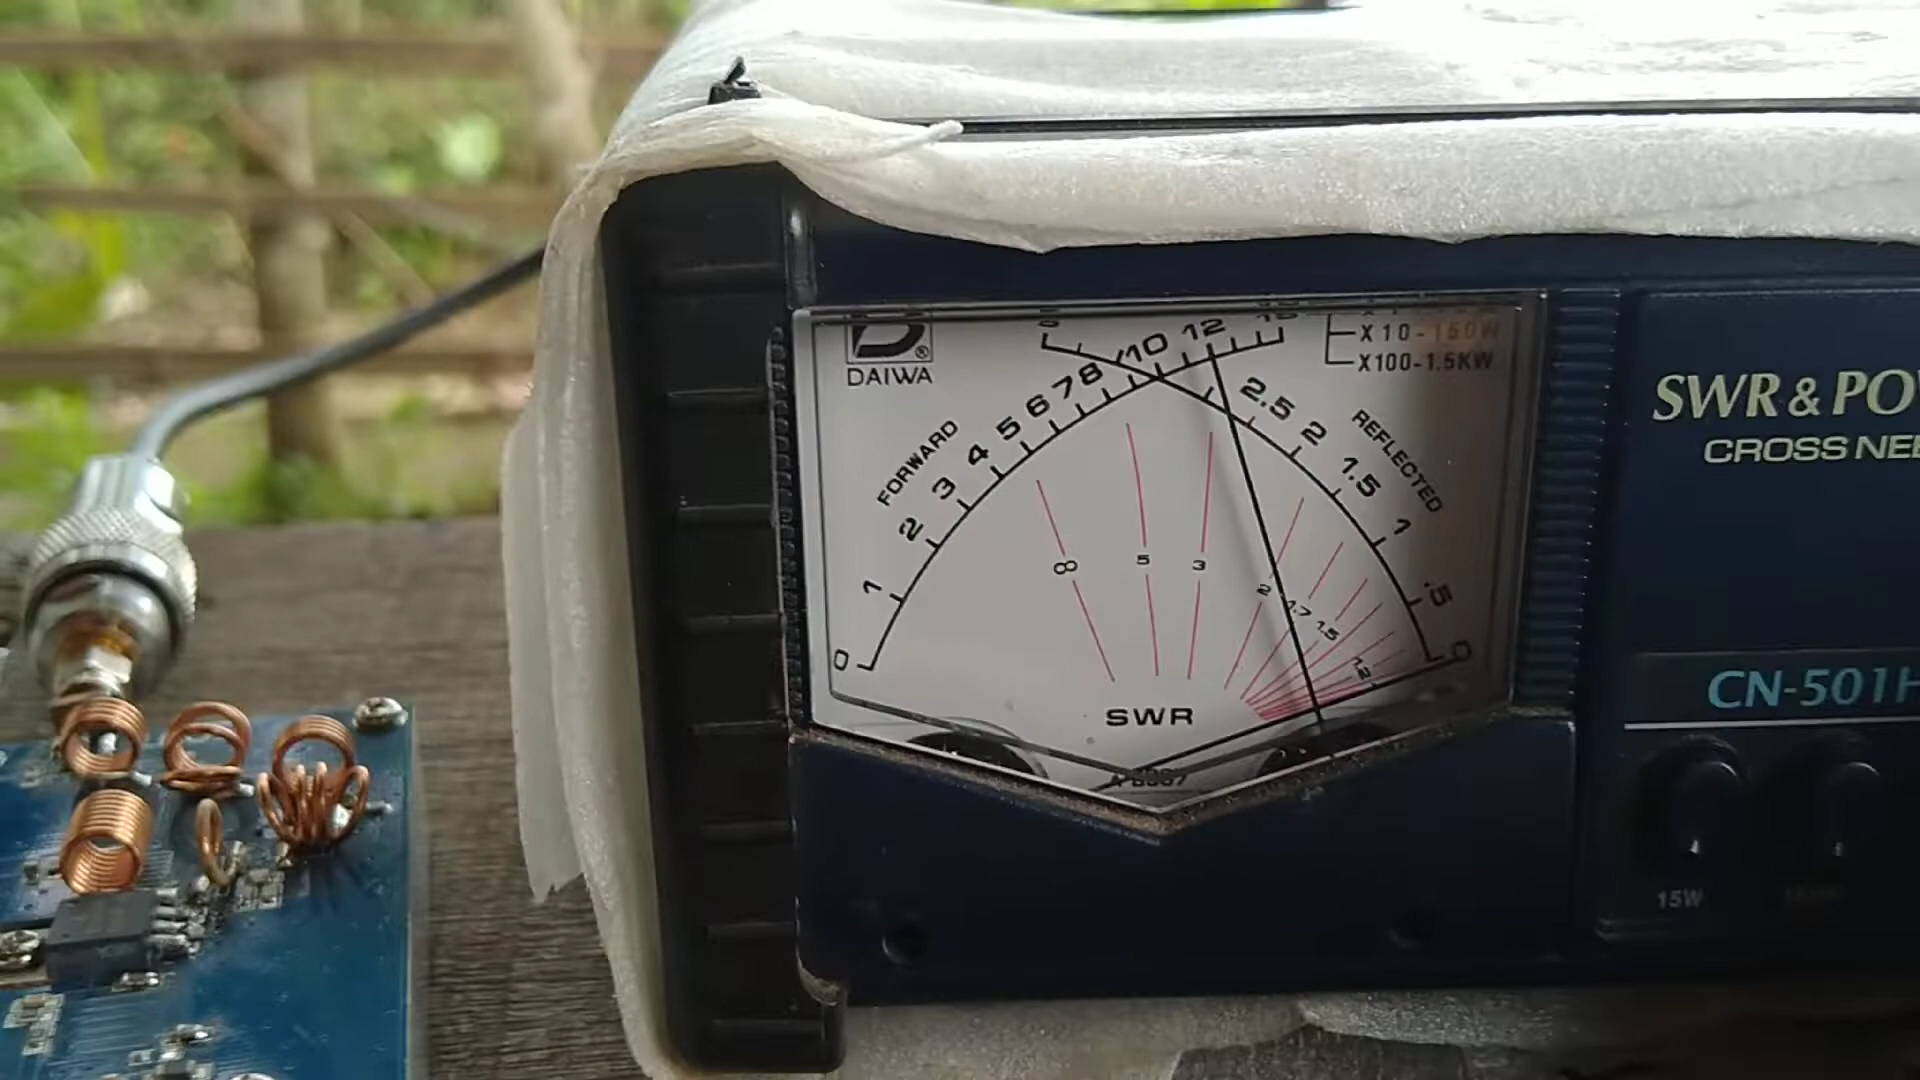 DAIWA
®
X10-150W
X100-1.5KW
FORWARD
0 1 2 3 4 5 6 7 8 10 12 15
REFLECTED
2.5 2 1.5 1 .5 0
∞ 5 3 2 1.7 1.5 1.2
SWR
SWR & PO
CROSS NEE
CN-501H
15W